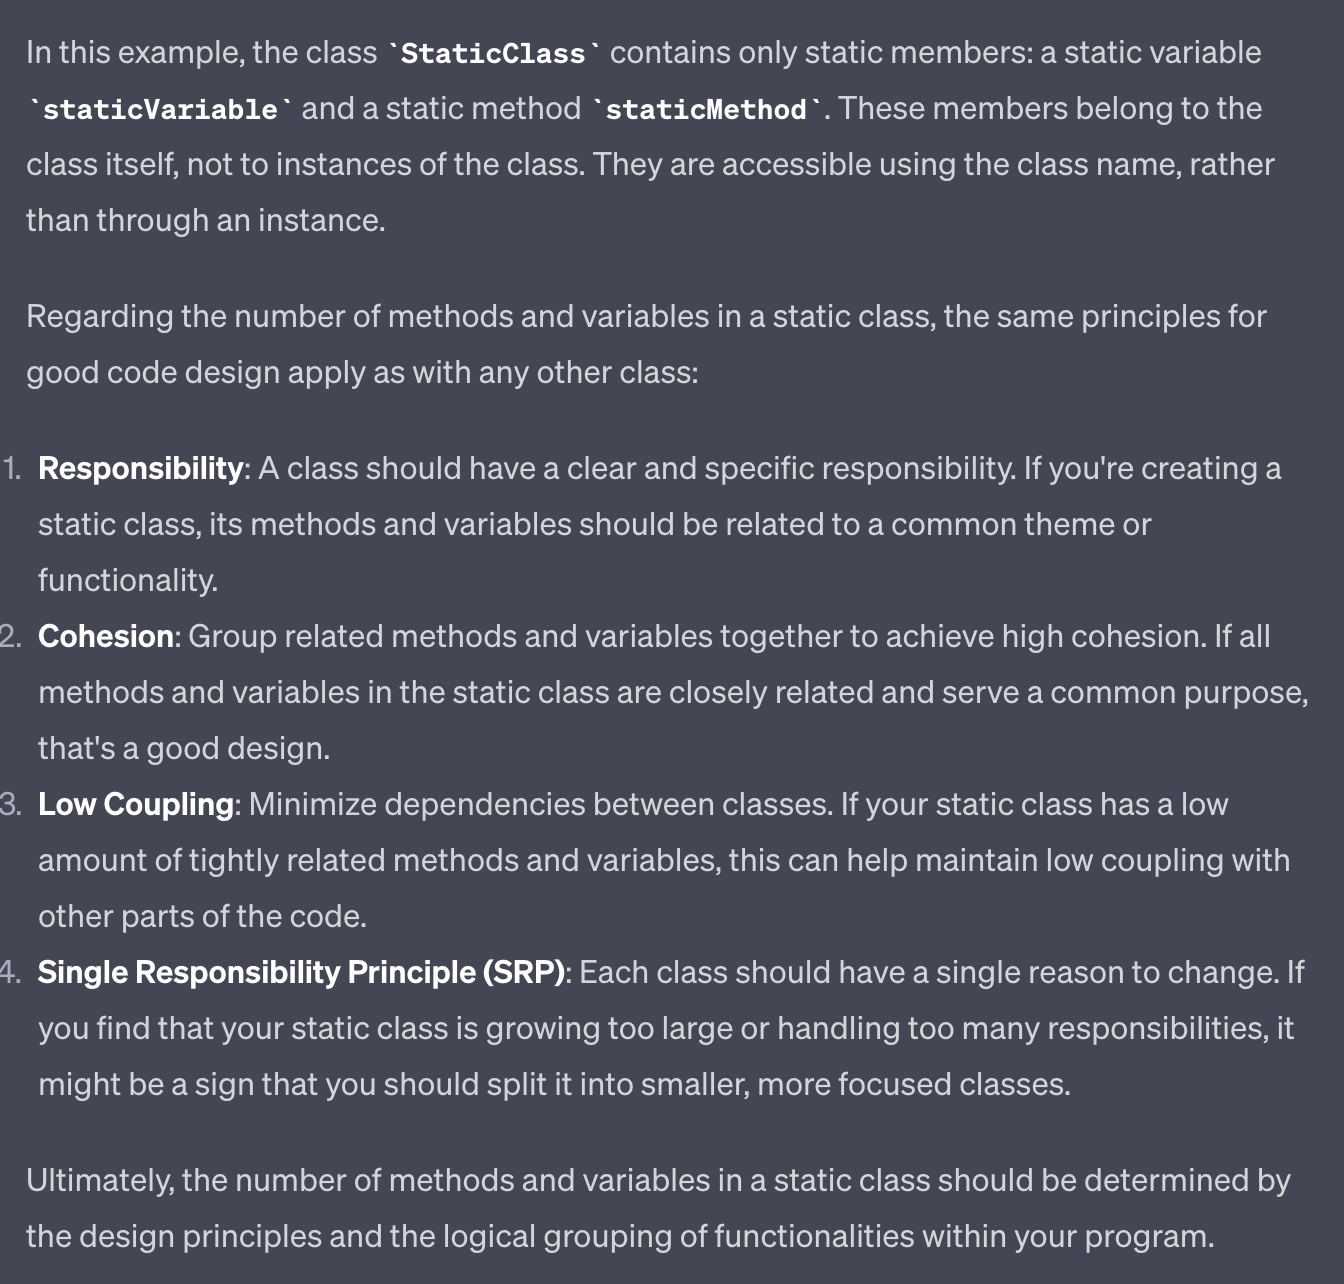 In this example, the class `StaticClass` contains only static members: a static variable
`staticVariable` and a static method `staticMethod`. These members belong to the
class itself, not to instances of the class. They are accessible using the class name, rather
than through an instance.
Regarding the number of methods and variables in a static class, the same principles for
good code design apply as with any other class:
1. Responsibility: A class should have a clear and specific responsibility. If you're creating a
static class, its methods and variables should be related to a common theme or
functionality.
2. Cohesion: Group related methods and variables together to achieve high cohesion. If all
methods and variables in the static class are closely related and serve a common purpose,
that's a good design.
3. Low Coupling: Minimize dependencies between classes. If your static class has a low
amount of tightly related methods and variables, this can help maintain low coupling with
other parts of the code.
4. Single Responsibility Principle (SRP): Each class should have a single reason to change. If
you find that your static class is growing too large or handling too many responsibilities, it
might be a sign that you should split it into smaller, more focused classes.
Ultimately, the number of methods and variables in a static class should be determined by
the design principles and the logical grouping of functionalities within your program.